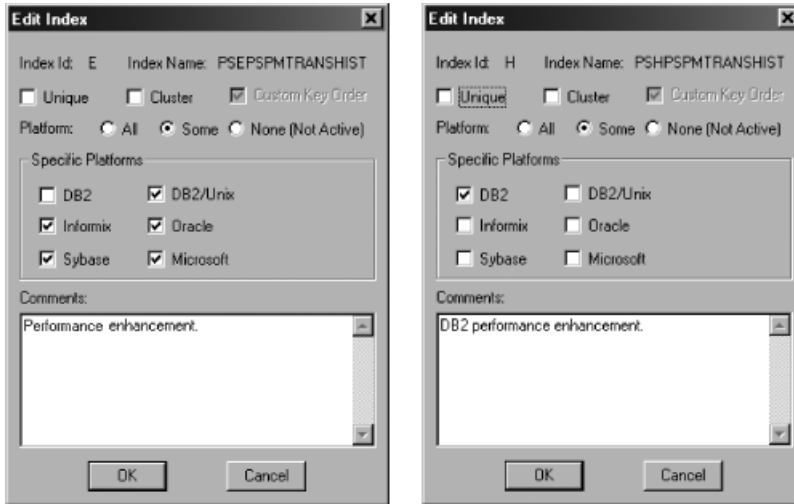 Edit Index
Index Id: E Index Name: PSEPSPMTRANSHIST
Unique Cluster Custom Key Order
Platform: All Some None (Not Active)
Specific Platforms
DB2 DB2/Unix
Informix Oracle
Sybase Microsoft
Comments:
Performance enhancement.
OK Cancel
Edit Index
Index Id: H Index Name: PSHPSPMTRANSHIST
Unique Cluster Custom Key Order
Platform: All Some None (Not Active)
Specific Platforms
DB2 DB2/Unix
Informix Oracle
Sybase Microsoft
Comments:
DB2 performance enhancement.
OK Cancel